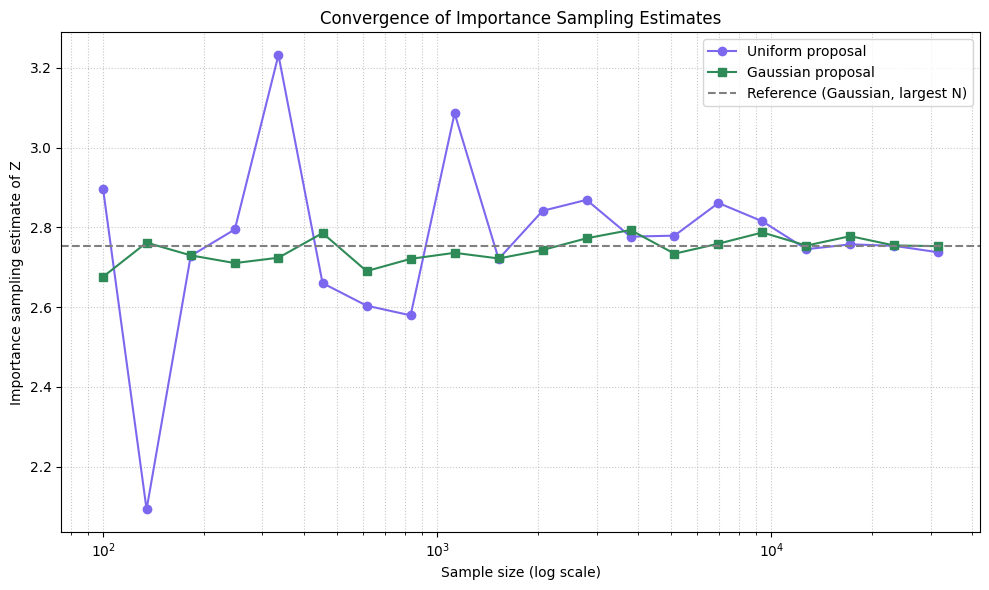 Convergence of Importance Sampling Estimates
Uniform proposal
Gaussian proposal
Reference (Gaussian, largest N)
Importance sampling estimate of Z
3.2
3.0
2.8
2.6
2.4
2.2
10²
10³
10⁴
Sample size (log scale)